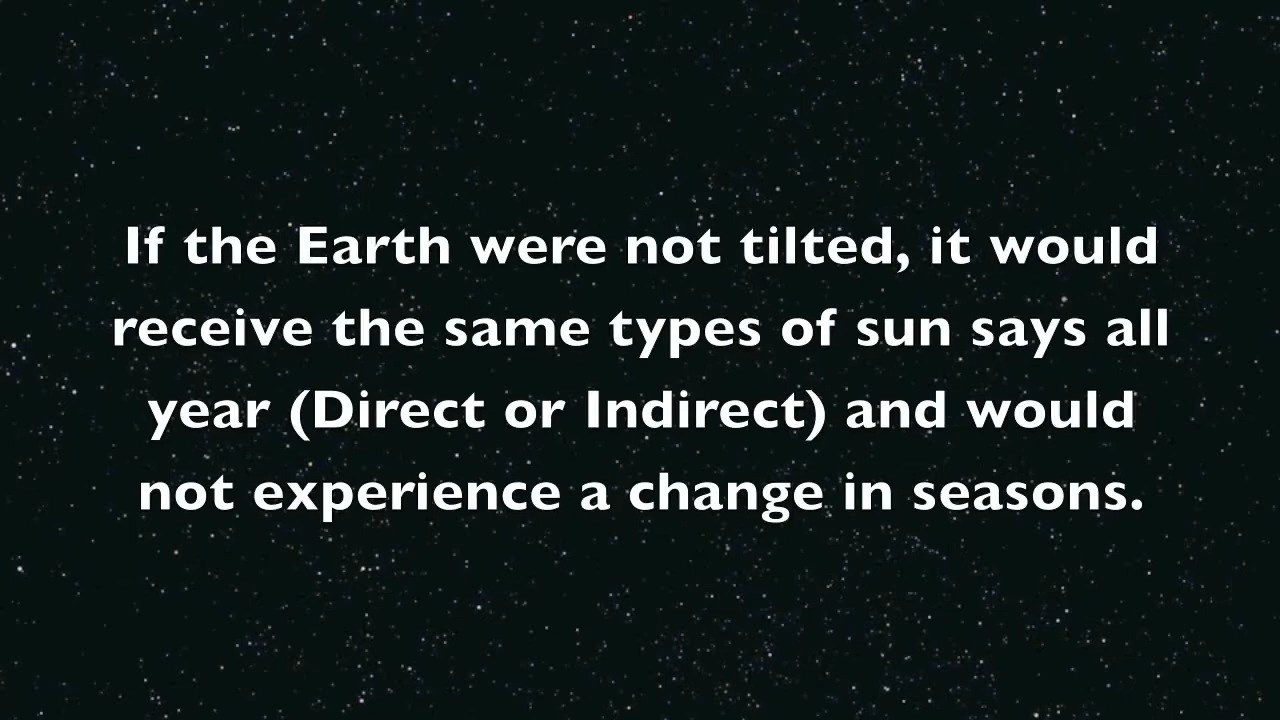 If the Earth were not tilted, it would
receive the same types of sun says all
year (Direct or Indirect) and would
not experience a change in seasons.